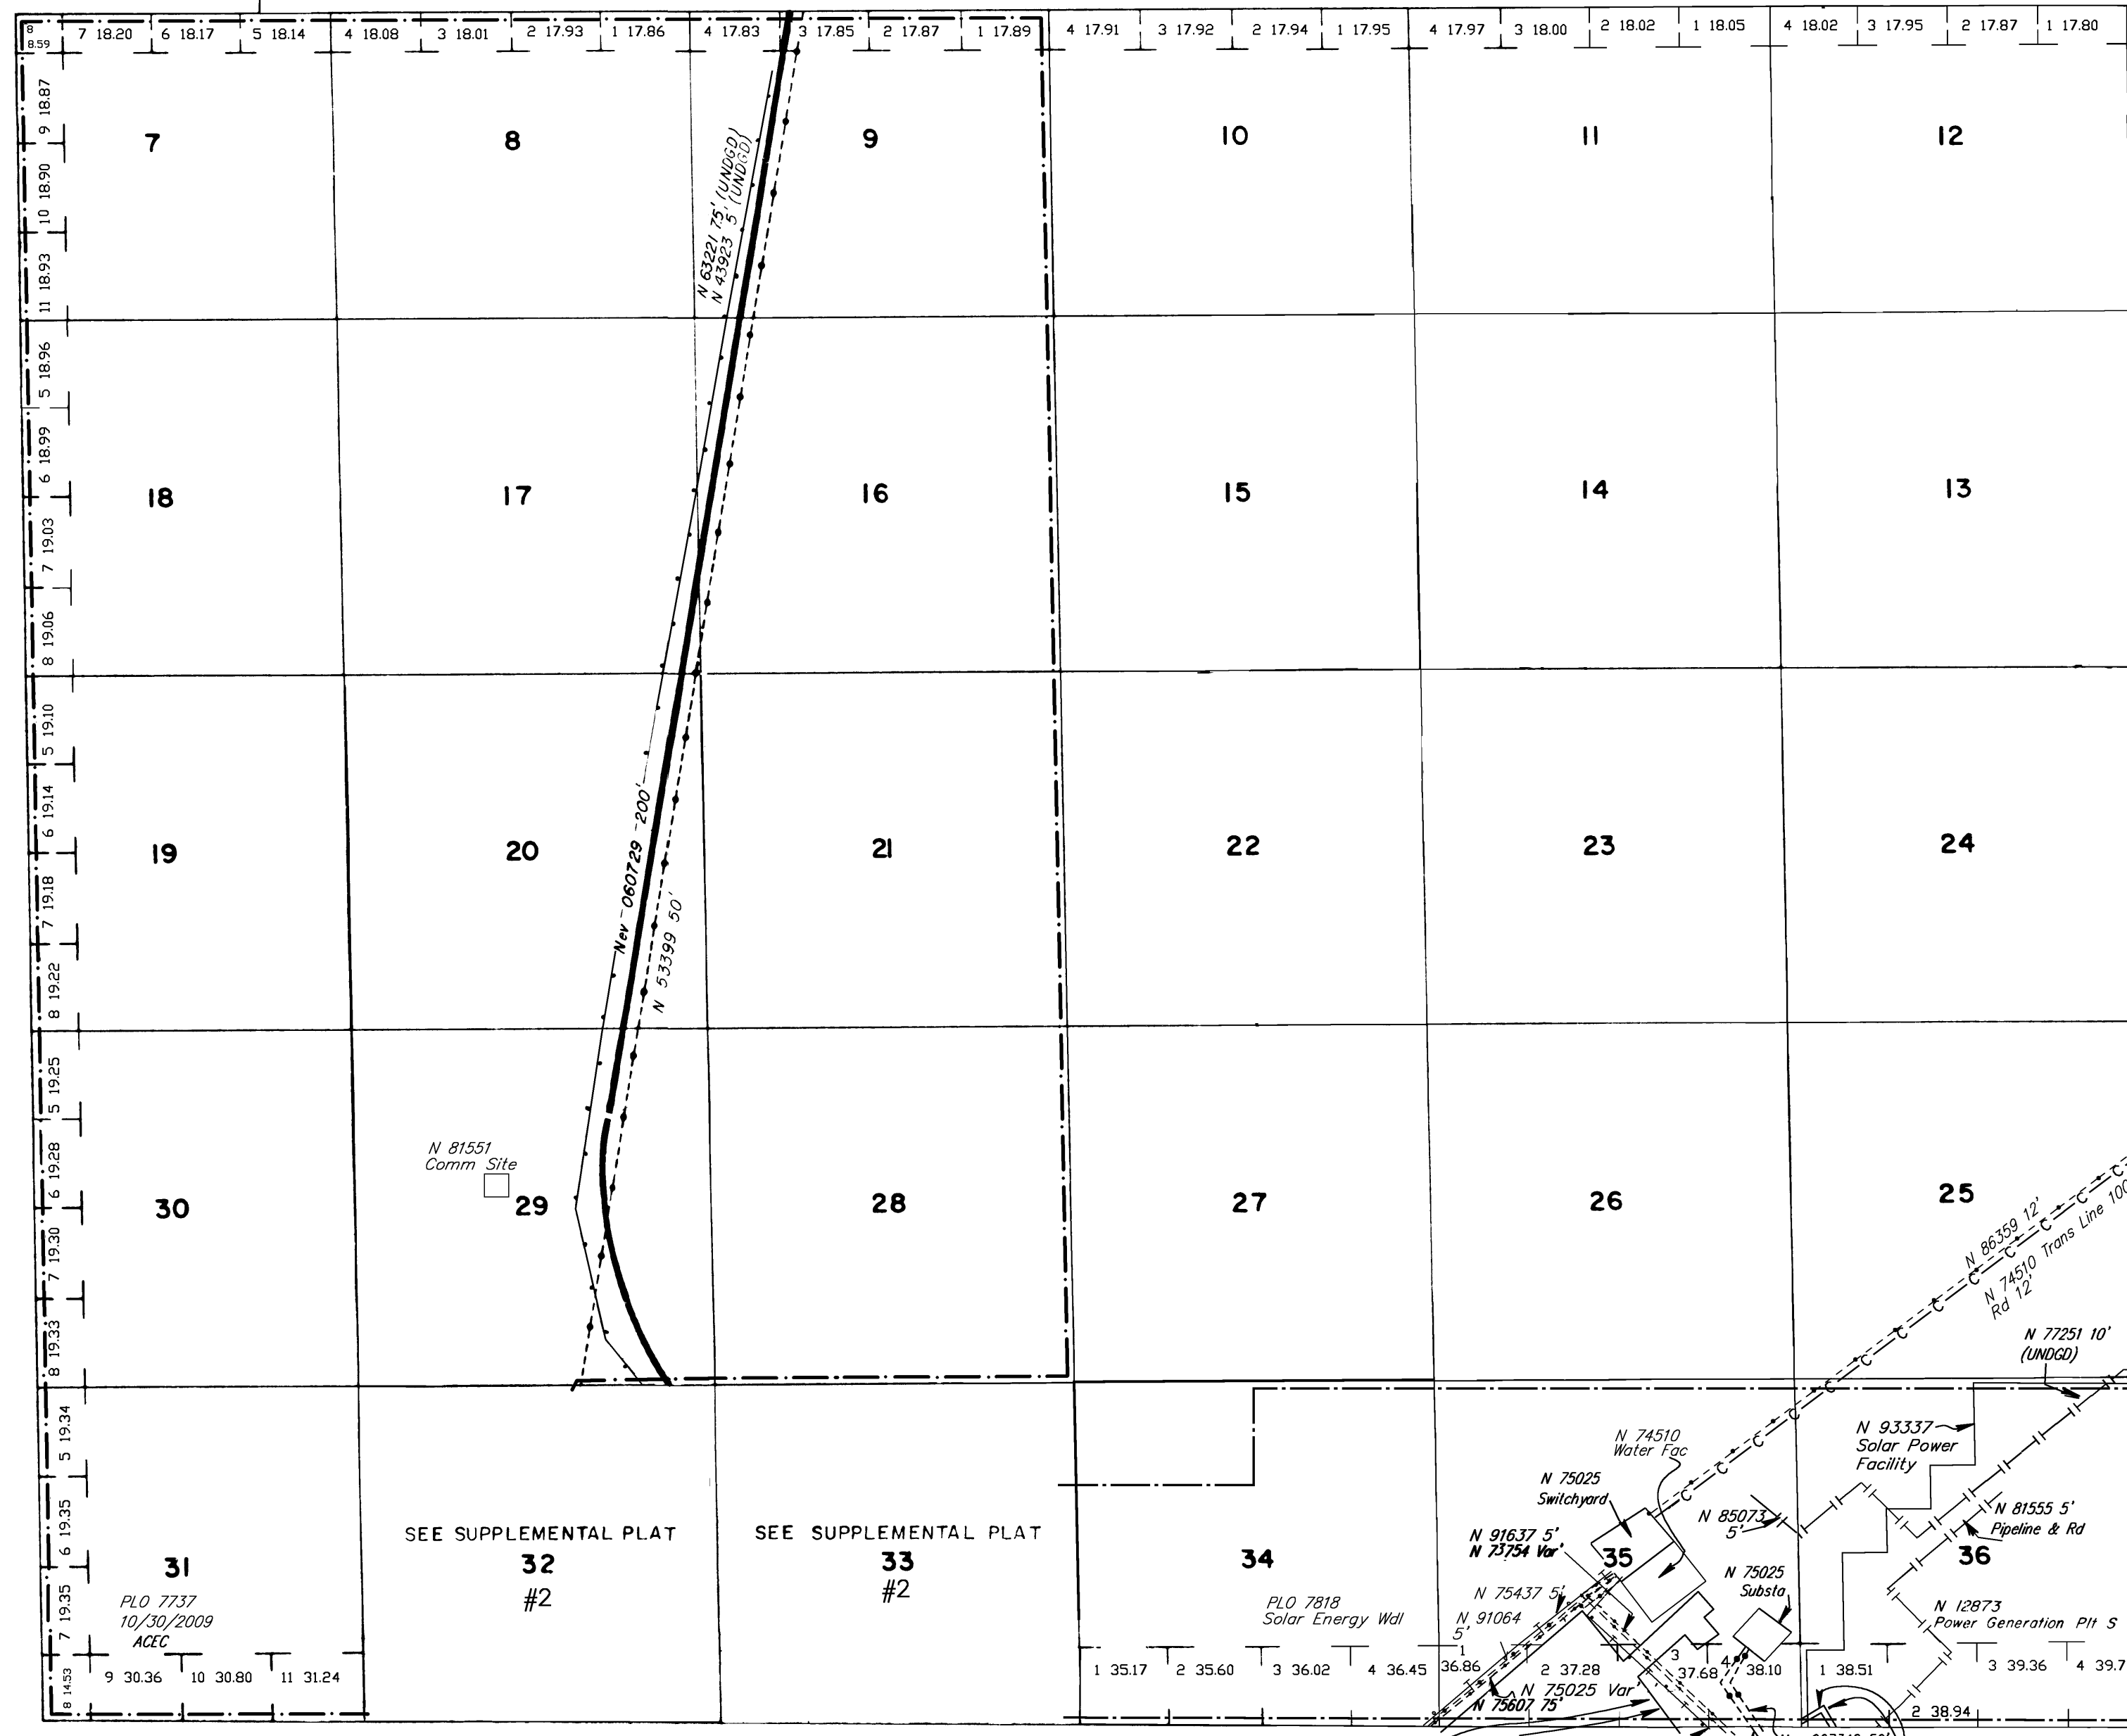 8
8.59
7 18.20
6 18.17
5 18.14
4 18.08
3 18.01
2 17.93
1 17.86
4 17.83
3 17.85
2 17.87
1 17.89
4 17.91
3 17.92
2 17.94
1 17.95
4 17.97
3 18.00
2 18.02
1 18.05
4 18.02
3 17.95
2 17.87
1 17.80
9 18.87
10 18.90
11 18.93
7
8
9
10
11
12
N 63221 75' (UNDGD)
N 43923 5' (UNDGD)
5 18.96
6 18.99
7 19.03
8 19.06
18
17
16
15
14
13
5 19.10
6 19.14
7 19.18
8 19.22
19
20
21
22
23
24
Nev 060729 200'
N 53399 50'
5 19.25
6 19.28
7 19.30
8 19.33
N 81551
Comm Site
30
29
28
27
26
25
N 86359 12'
N 74510 Trans Line 100
Rd 12'
N 77251 10'
(UNDGD)
5 19.34
6 19.35
7 19.35
8 14.53
SEE SUPPLEMENTAL PLAT
32
#2
SEE SUPPLEMENTAL PLAT
33
#2
31
PLO 7737
10/30/2009
ACEC
9 30.36
10 30.80
11 31.24
34
PLO 7818
Solar Energy Wdl
N 74510
Water Fac
N 75025
Switchyard
N 91637 5'
N 73754 Var'
35
N 75437 5'
N 91064
5'
N 85073
5'
N 93337
Solar Power
Facility
N 81555 5'
Pipeline & Rd
36
N 75025
Substa
N 12873
Power Generation Plt S
1 35.17
2 35.60
3 36.02
4 36.45
1
36.86
2 37.28
3
37.68
4
38.10
1 38.51
2 38.94
3 39.36
4 39.7
N 75025 Var'
N 75607 75'